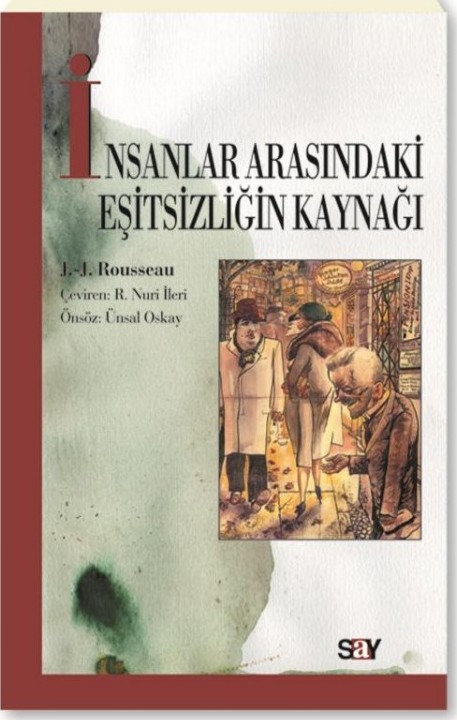 İNSANLAR ARASINDAKİ
EŞİTSİZLİĞİN KAYNAĞI
J.-J. Rousseau
Çeviren: R. Nuri İleri
Önsöz: Ünsal Oskay
SAY